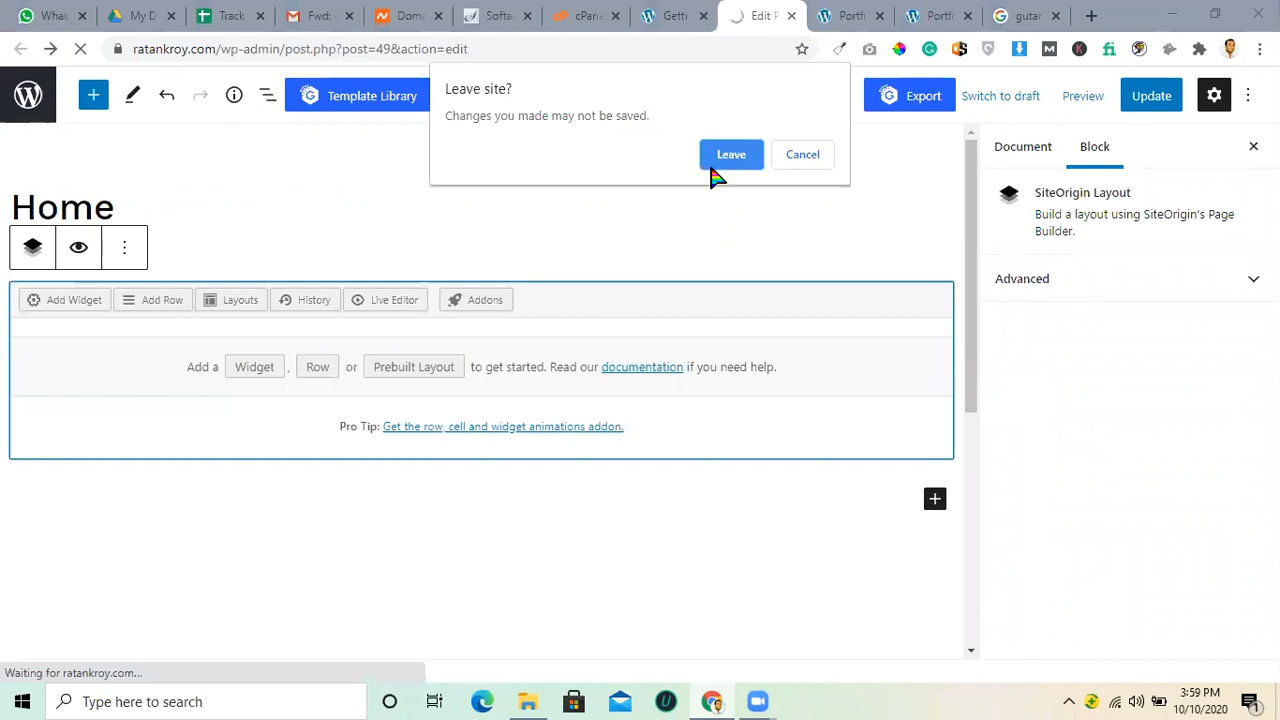 Whats
My D
Track
Fwd:
Doma
Softa
cPan
Getti
Edit P
Portfo
Portfo
gutan
ratankroy.com/wp-admin/post.php?post=49&action=edit
Leave site?
Changes you made may not be saved.
Leave
Cancel
Template Library
Export
Switch to draft
Preview
Update
Home
Document
Block
SiteOrigin Layout
Build a layout using SiteOrigin's Page
Builder.
Advanced
Add Widget
Add Row
Layouts
History
Live Editor
Addons
Add a Widget , Row or Prebuilt Layout to get started. Read our documentation if you need help.
Pro Tip: Get the row, cell and widget animations addon.
Waiting for ratankroy.com...
Type here to search
3:59 PM
10/10/2020